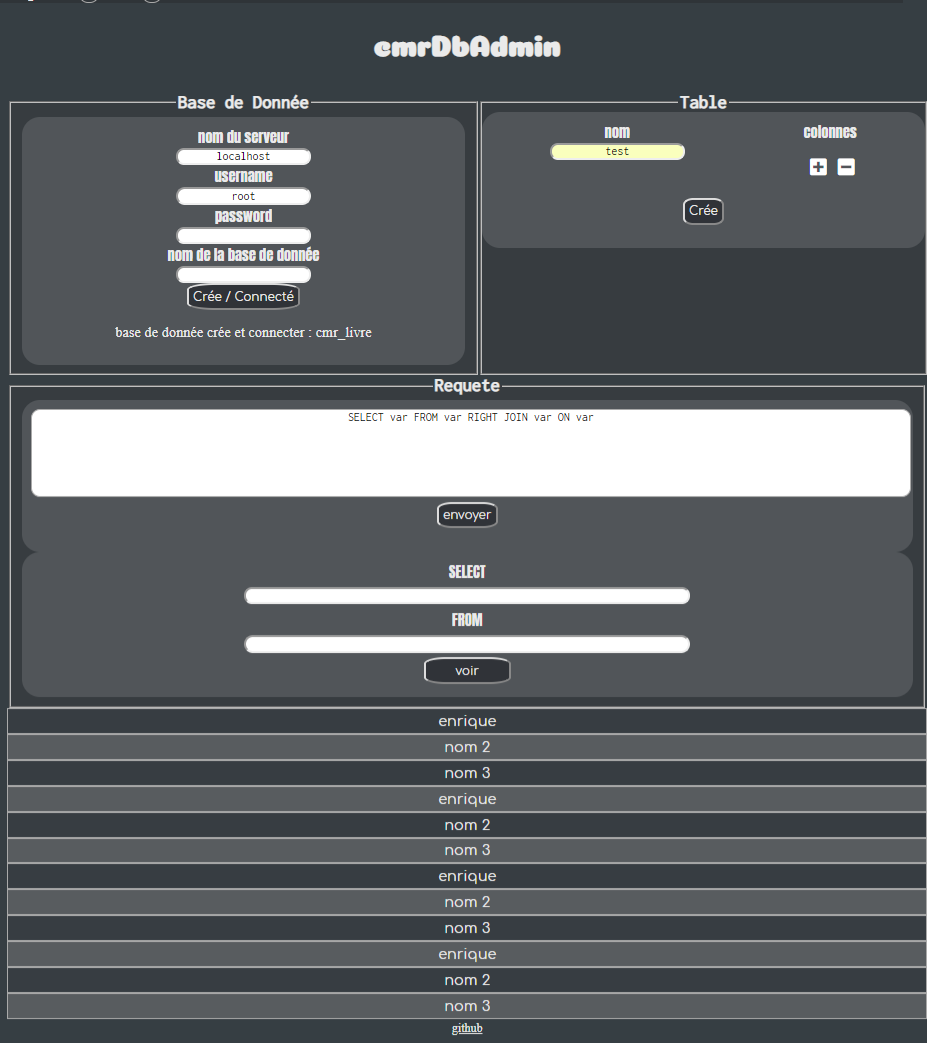 cmrDbAdmin
Base de Donnée
nom du serveur
localhost
username
root
password
nom de la base de donnée
Crée / Connecté
base de donnée crée et connecter : cmr_livre
Table
nom
test
colonnes
+ −
Crée
Requete
SELECT var FROM var RIGHT JOIN var ON var
envoyer
SELECT
FROM
voir
enrique
nom 2
nom 3
enrique
nom 2
nom 3
enrique
nom 2
nom 3
enrique
nom 2
nom 3
github